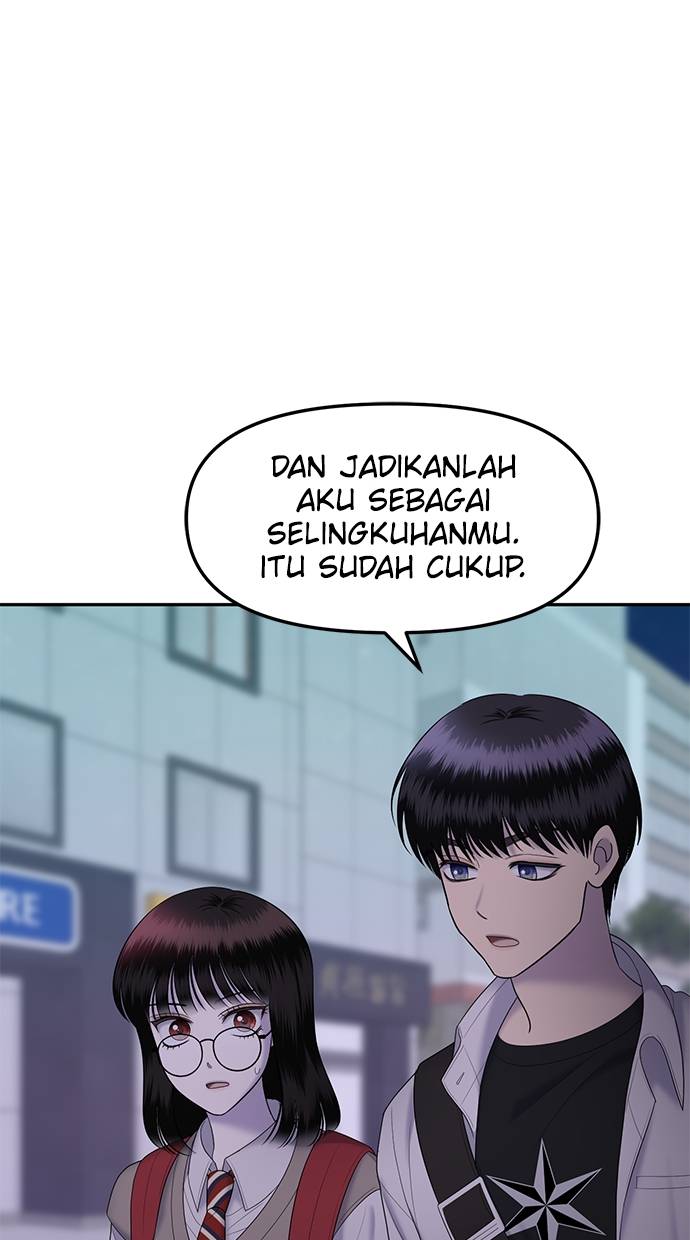 DAN JADIKANLAH
AKU SEBAGAI
SELINGKUHANMU.
ITU SUDAH CUKUP.
RE